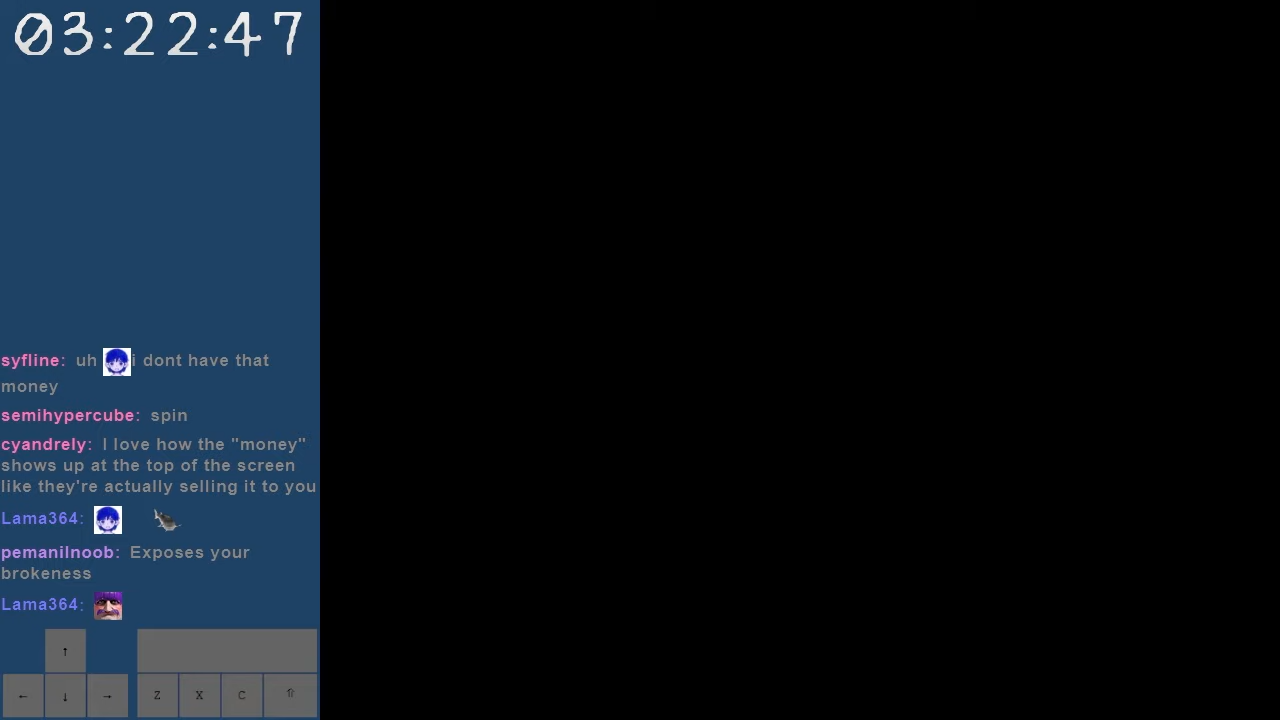 03:22:47
syfline: uh i dont have that
money
semihypercube: spin
cyandrely: I love how the "money"
shows up at the top of the screen
like they're actually selling it to you
Lama364:
pemanilnoob: Exposes your
brokeness
Lama364:
↑
← ↓ → Z X C ⇧